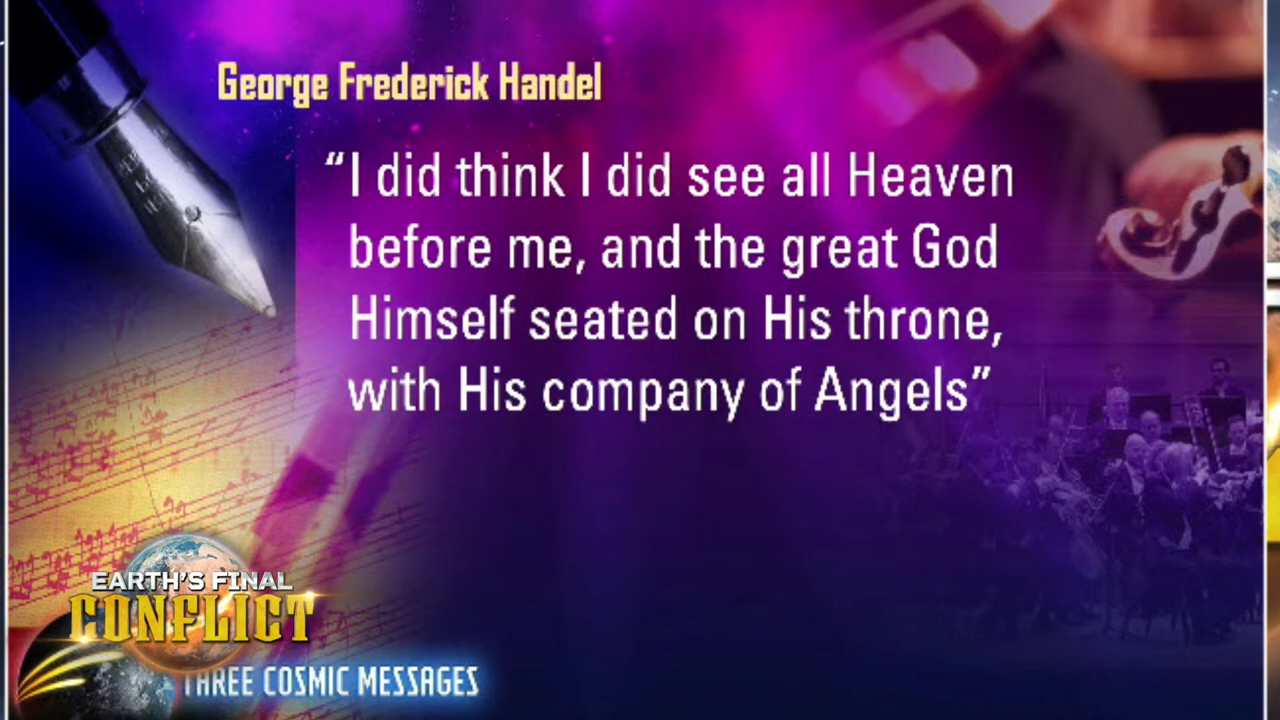 George Frederick Handel
“I did think I did see all Heaven
before me, and the great God
Himself seated on His throne,
with His company of Angels”
EARTH'S FINAL
CONFLICT
THREE COSMIC MESSAGES